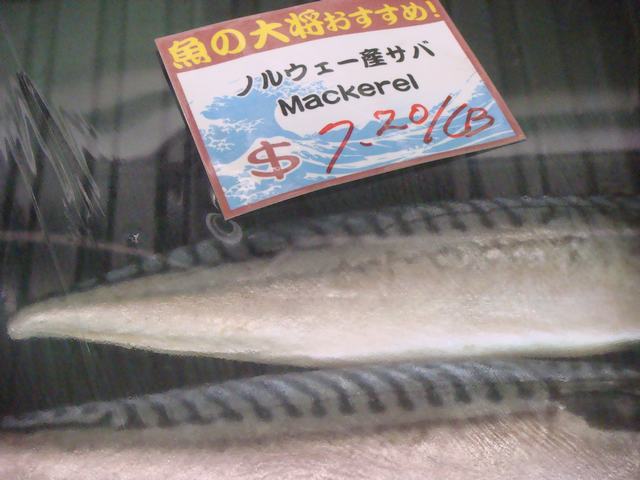 魚の大将おすすめ!
ノルウェー産サバ
Mackerel
$ 7.20/LB